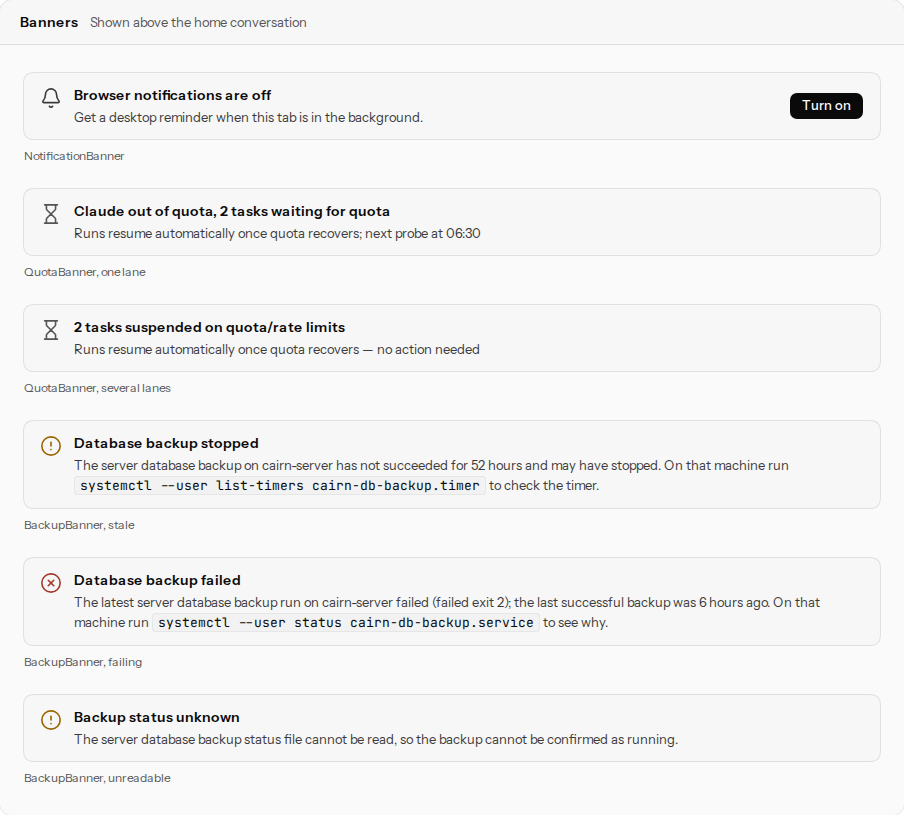 Banners Shown above the home conversation
Browser notifications are off
Get a desktop reminder when this tab is in the background.
Turn on
NotificationBanner
Claude out of quota, 2 tasks waiting for quota
Runs resume automatically once quota recovers; next probe at 06:30
QuotaBanner, one lane
2 tasks suspended on quota/rate limits
Runs resume automatically once quota recovers — no action needed
QuotaBanner, several lanes
Database backup stopped
The server database backup on cairn-server has not succeeded for 52 hours and may have stopped. On that machine run
systemctl --user list-timers cairn-db-backup.timer to check the timer.
BackupBanner, stale
Database backup failed
The latest server database backup run on cairn-server failed (failed exit 2); the last successful backup was 6 hours ago. On that
machine run systemctl --user status cairn-db-backup.service to see why.
BackupBanner, failing
Backup status unknown
The server database backup status file cannot be read, so the backup cannot be confirmed as running.
BackupBanner, unreadable